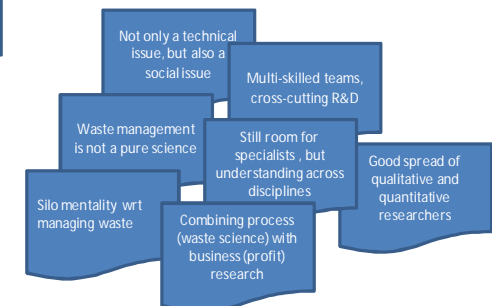 Not only a technical
issue, but also a
social issue
Multi-skilled teams,
cross-cutting R&D
Waste management
is not a pure science
Still room for
specialists , but
understanding across
disciplines
Good spread of
qualitative and
quantitative
researchers
Silo mentality wrt
managing waste
Combining process
(waste science) with
business (profit)
research